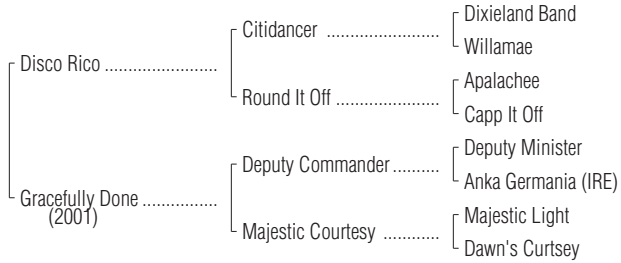 Dixieland Band
Citidancer ........................
Willamae
Disco Rico ........................
Apalachee
Round It Off ......................
Capp It Off
Deputy Minister
Deputy Commander ..........
Anka Germania (IRE)
Gracefully Done ................
(2001)
Majestic Light
Majestic Courtesy ............
Dawn's Curtsey